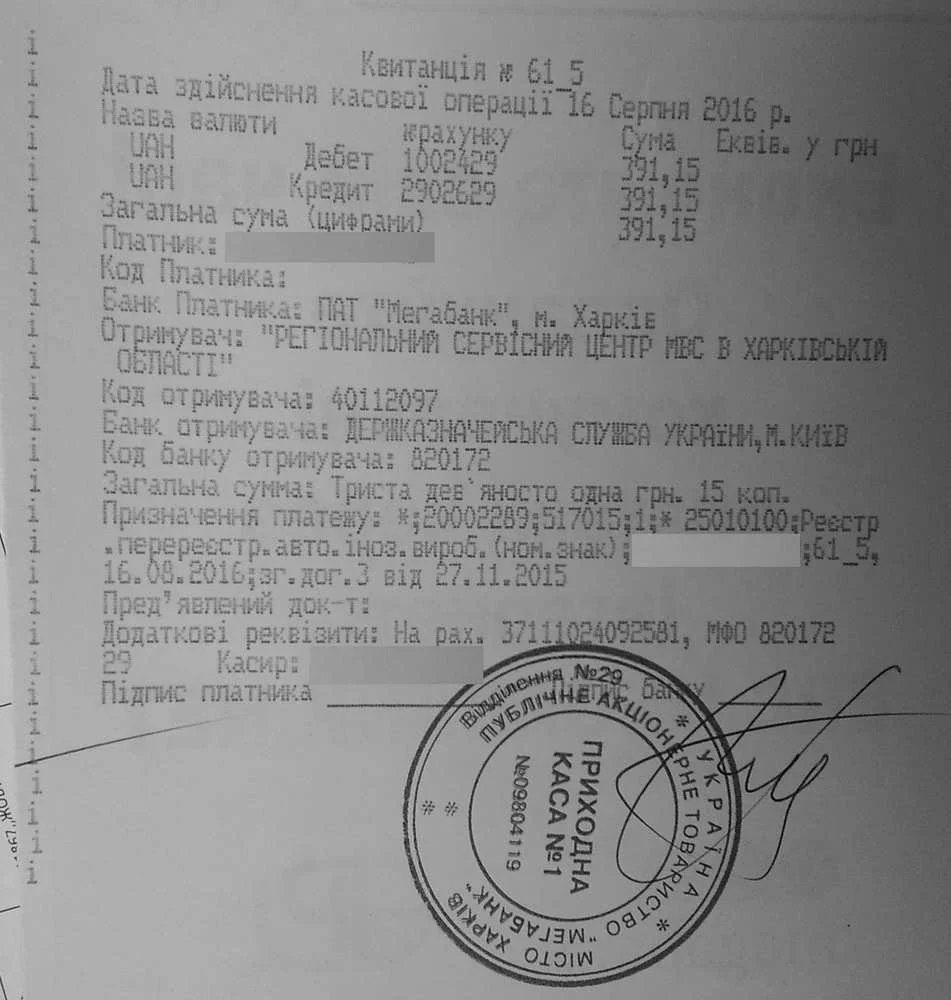 Квитанція № 61_5
Дата здійснення касової операції 16 Серпня 2016 р.
Назва валюти №рахунку Сума Еквів. у грн
UAH Дебет 1002429 391,15
UAH Кредит 2902629 391,15
Загальна сума (цифрами) 391,15
Платник:
Код Платника:
Банк Платника: ПАТ "Мегабанк", м. Харків
Отримувач: "РЕГІОНАЛЬНИЙ СЕРВІСНИЙ ЦЕНТР МВС В ХАРКІВСЬКІЙ
ОБЛАСТІ"
Код отримувача: 40112097
Банк отримувача: ДЕРЖКАЗНАЧЕЙСЬКА СЛУЖБА УКРАЇНИ,М.КИЇВ
Код банку отримувача: 820172
Загальна сумма: Триста дев`яносто одна грн. 15 коп.
Призначення платежу: *;20002289;517015;1;* 25010100;Реєстр
.перереєстр.авто.іноз.вироб.(ном.знак); ;61_5,
16.08.2016;зг.дог.3 від 27.11.2015
Пред'явлений док-т:
Додаткові реквізити: На рах. 37111024092581, МФО 820172
29 Касир:
Підпис платника Підпис банку
Відділення №29
ПУБЛІЧНЕ АКЦІОНЕРНЕ ТОВАРИСТВО "МЕГАБАНК"
* УКРАЇНА *
МІСТО ХАРКІВ
* *
ПРИХОДНА
КАСА №1
№09804119